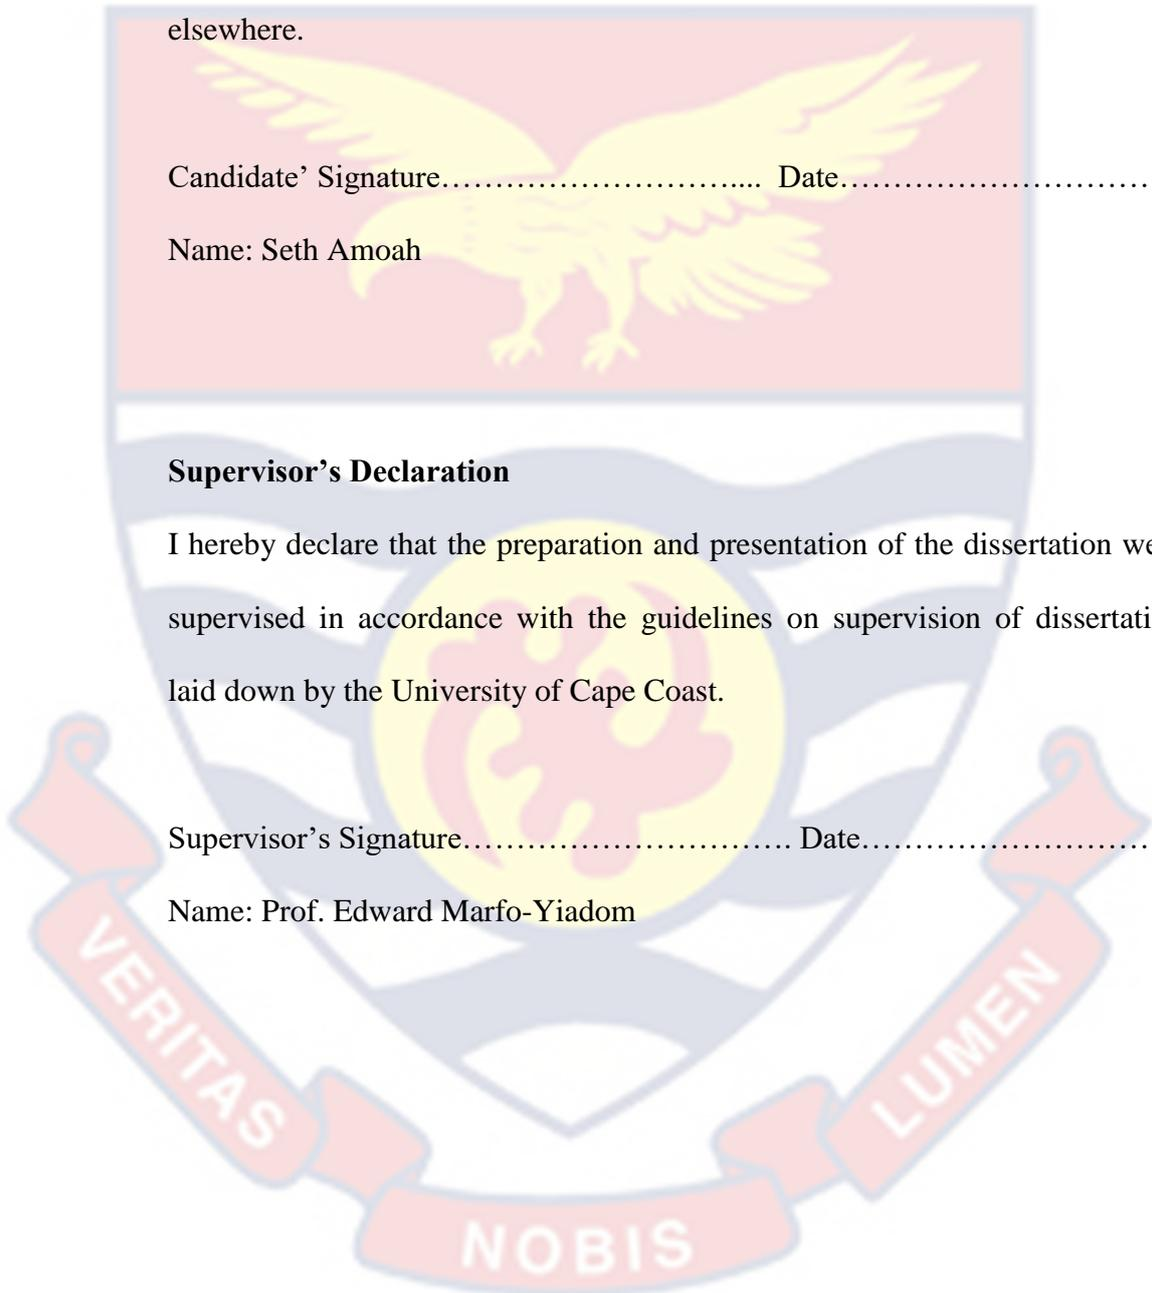 elsewhere.
Candidate’ Signature……………………….... Date…………………………
Name: Seth Amoah
Supervisor’s Declaration
I hereby declare that the preparation and presentation of the dissertation
supervised in accordance with the guidelines on supervision of
laid down by the University of Cape Coast.
Supervisor’s Signature…………………………. Date………………………
Name: Prof. Edward Marfo-Yiadom
VERITAS
NOBIS
LUMEN